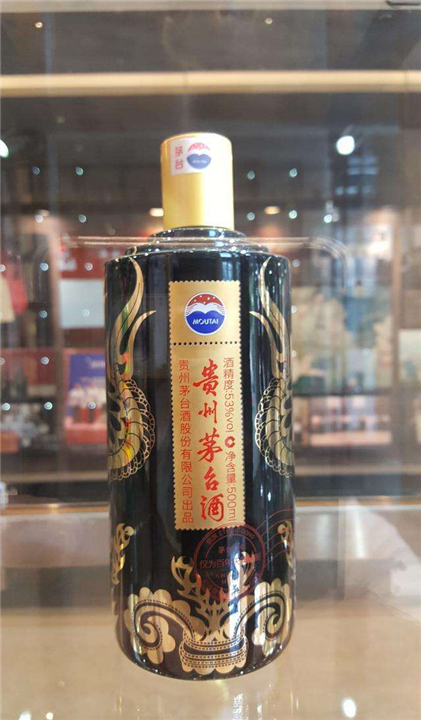 茅台
MOUTAI
贵州茅台酒
酒精度:53%vol 净含量:500ml
贵州茅台酒股份有限公司出品